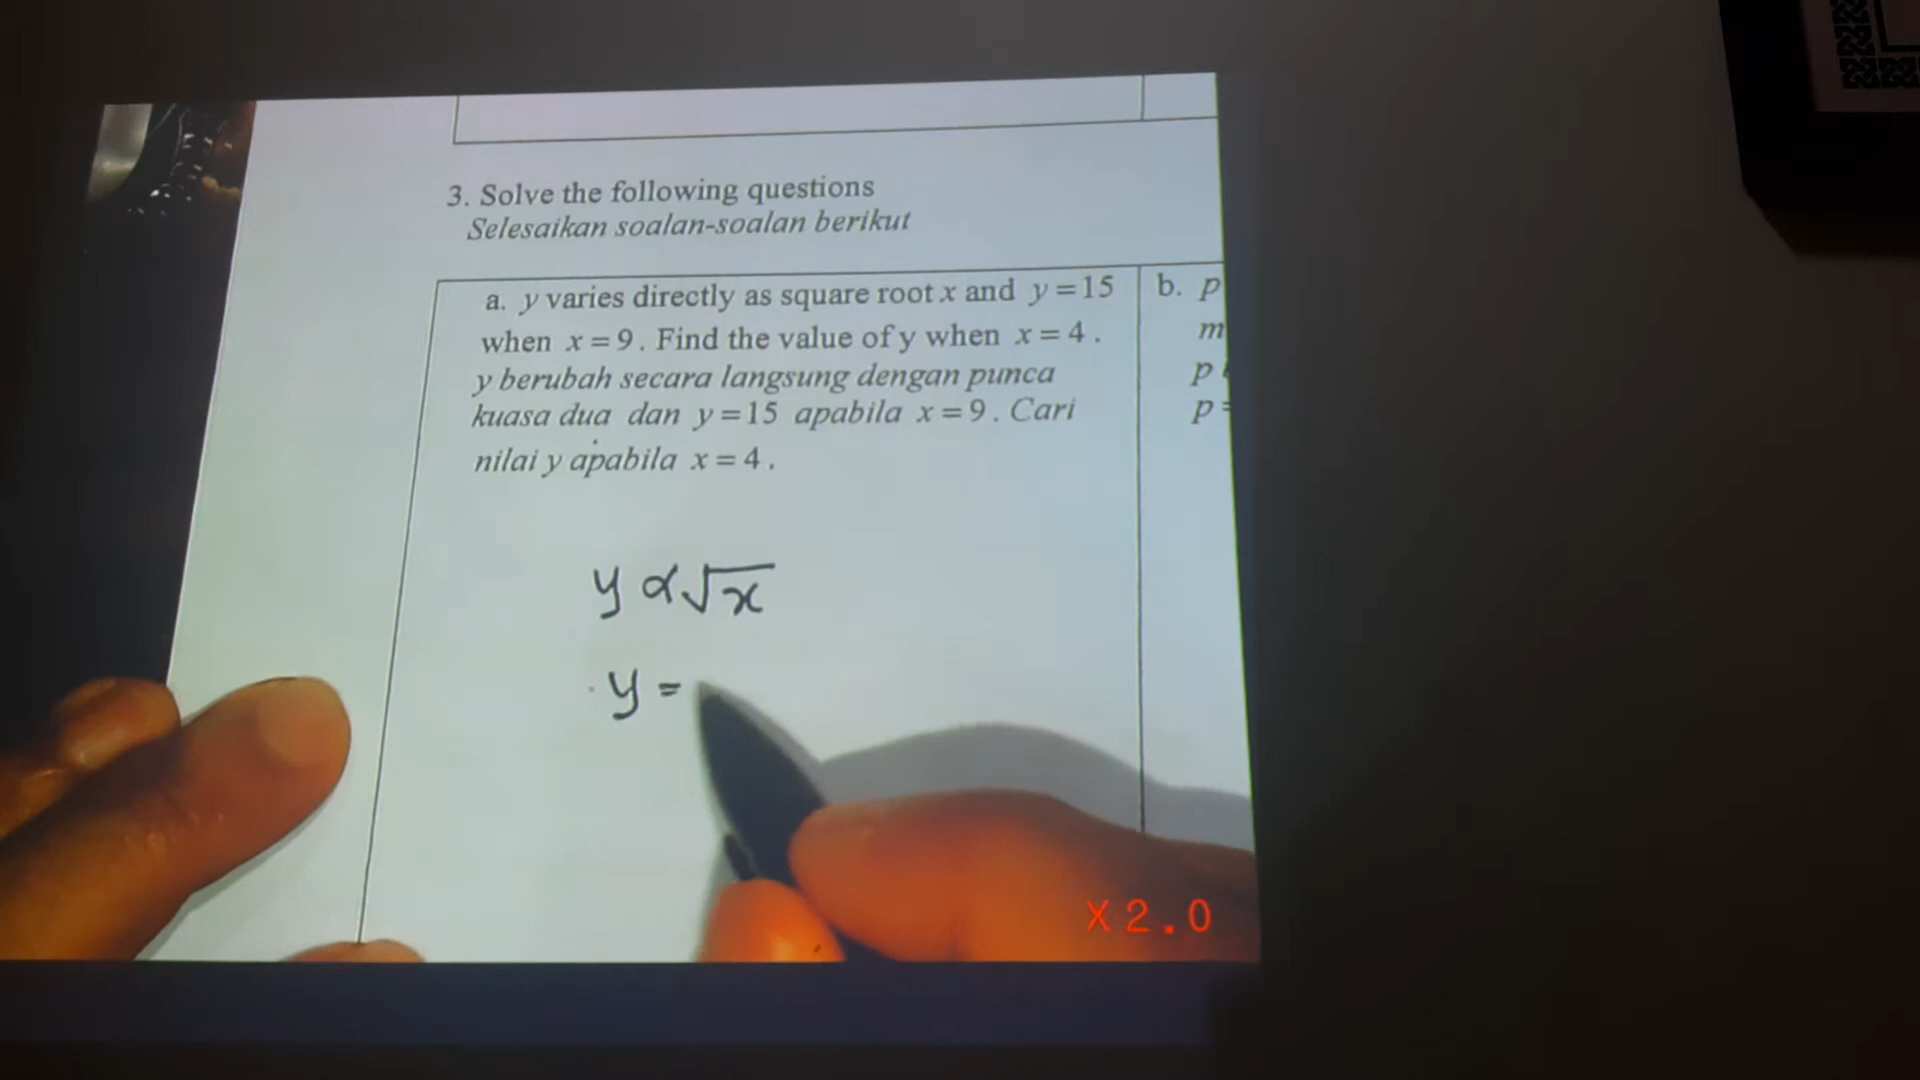 3. Solve the following questions
Selesaikan soalan-soalan berikut
a. y varies directly as square root x and y = 15
when x = 9. Find the value of y when x = 4.
y berubah secara langsung dengan punca
kuasa dua dan y = 15 apabila x = 9. Cari
nilai y apabila x = 4.
b. p
m
p
p =
y ∝ √x
y =
X2.0